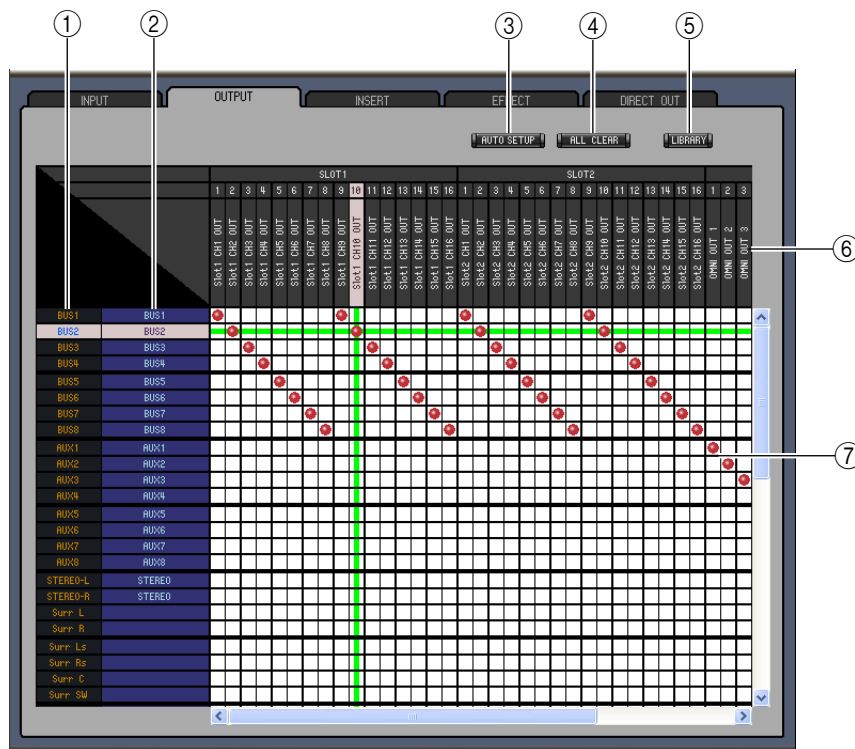 ① ② ③ ④ ⑤
INPUT OUTPUT INSERT EFFECT DIRECT OUT
AUTO SETUP ALL CLEAR LIBRARY
SLOT1 SLOT2
1 2 3 4 5 6 7 8 9 10 11 12 13 14 15 16 1 2 3 4 5 6 7 8 9 10 11 12 13 14 15 16 1 2 3
Slot1 CH1 OUT
Slot1 CH2 OUT
Slot1 CH3 OUT
Slot1 CH4 OUT
Slot1 CH5 OUT
Slot1 CH6 OUT
Slot1 CH7 OUT
Slot1 CH8 OUT
Slot1 CH9 OUT
Slot1 CH10 OUT
Slot1 CH11 OUT
Slot1 CH12 OUT
Slot1 CH13 OUT
Slot1 CH14 OUT
Slot1 CH15 OUT
Slot1 CH16 OUT
Slot2 CH1 OUT
Slot2 CH2 OUT
Slot2 CH3 OUT
Slot2 CH4 OUT
Slot2 CH5 OUT
Slot2 CH6 OUT
Slot2 CH7 OUT
Slot2 CH8 OUT
Slot2 CH9 OUT
Slot2 CH10 OUT
Slot2 CH11 OUT
Slot2 CH12 OUT
Slot2 CH13 OUT
Slot2 CH14 OUT
Slot2 CH15 OUT
Slot2 CH16 OUT
OMNI OUT 1
OMNI OUT 2
OMNI OUT 3
⑥
BUS1 BUS1
BUS2 BUS2
BUS3 BUS3
BUS4 BUS4
BUS5 BUS5
BUS6 BUS6
BUS7 BUS7
BUS8 BUS8
AUX1 AUX1
⑦
AUX2 AUX2
AUX3 AUX3
AUX4 AUX4
AUX5 AUX5
AUX6 AUX6
AUX7 AUX7
AUX8 AUX8
STEREO-L STEREO
STEREO-R STEREO
Surr L
Surr R
Surr Ls
Surr Rs
Surr C
Surr SW